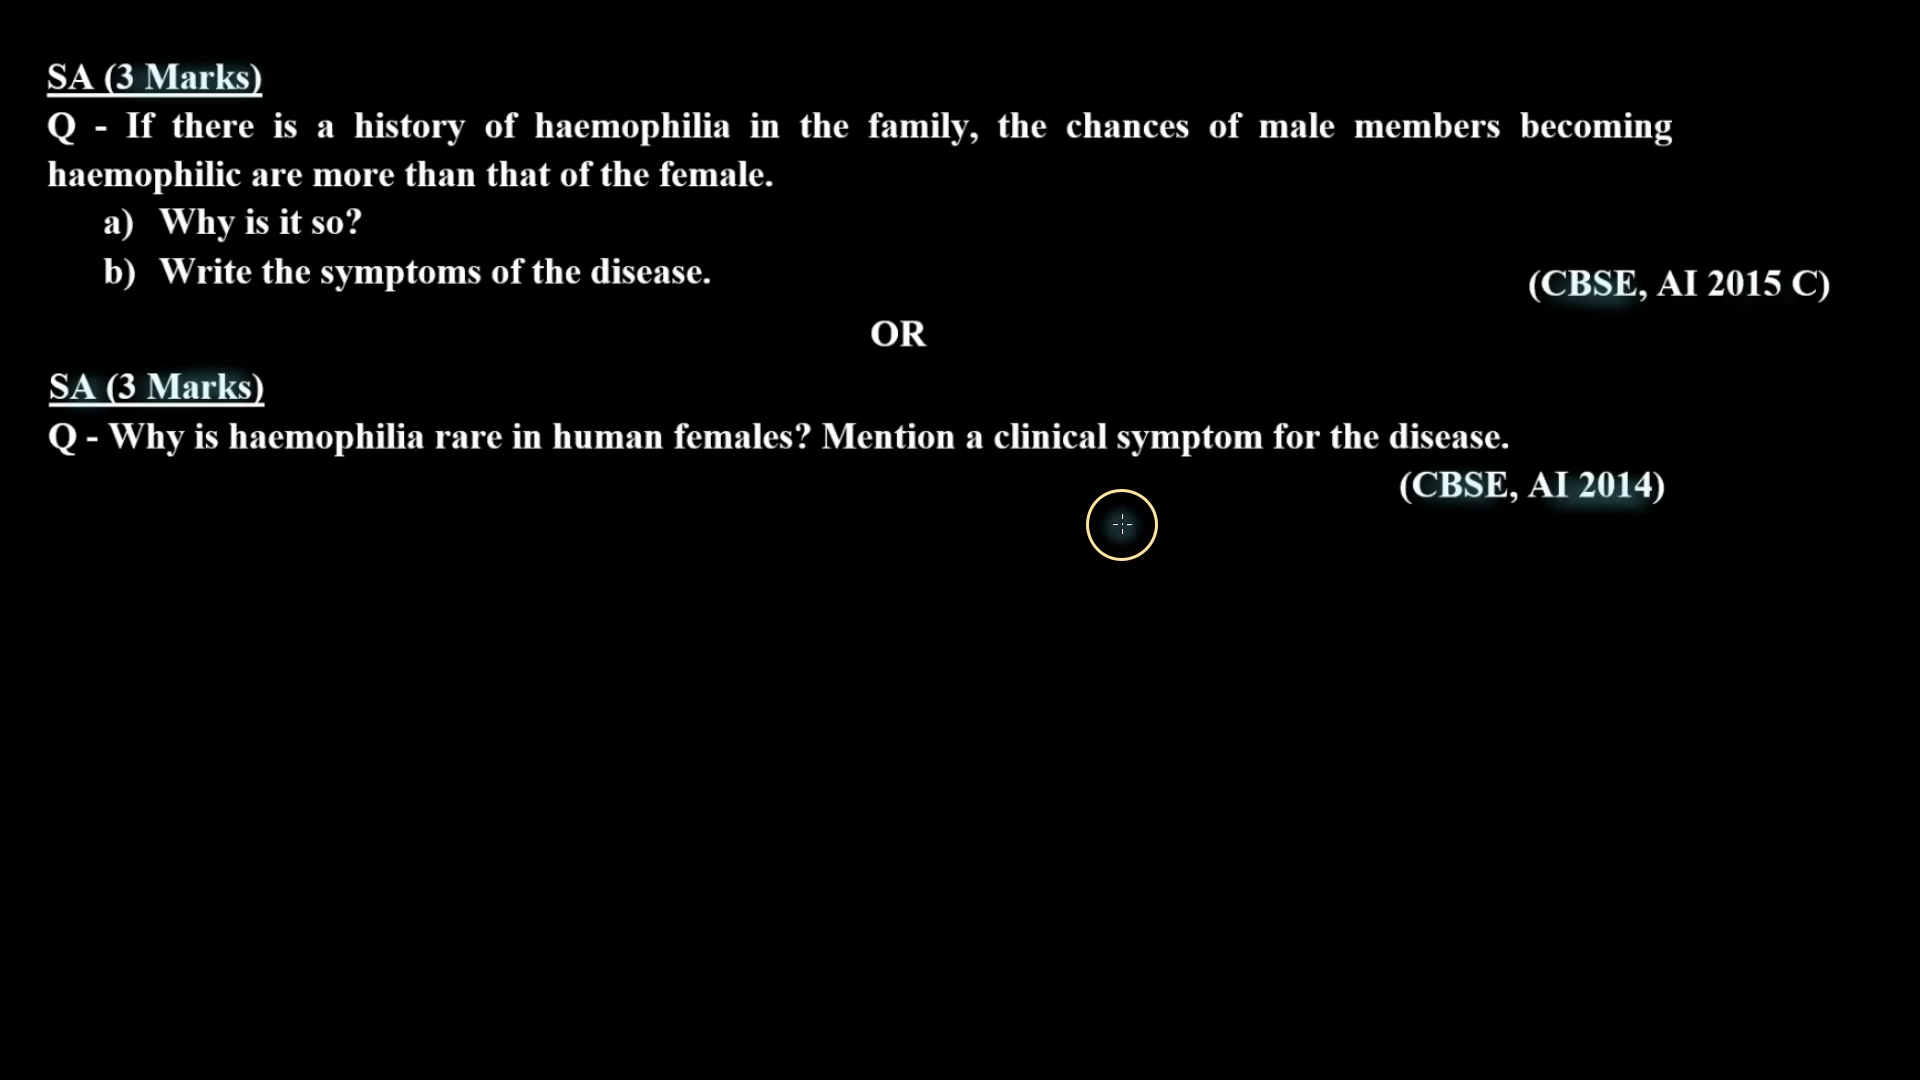 SA (3 Marks)
Q - If there is a history of haemophilia in the family, the chances of male members becoming
haemophilic are more than that of the female.
a) Why is it so?
b) Write the symptoms of the disease.
(CBSE, AI 2015 C)
OR
SA (3 Marks)
Q - Why is haemophilia rare in human females? Mention a clinical symptom for the disease.
(CBSE, AI 2014)